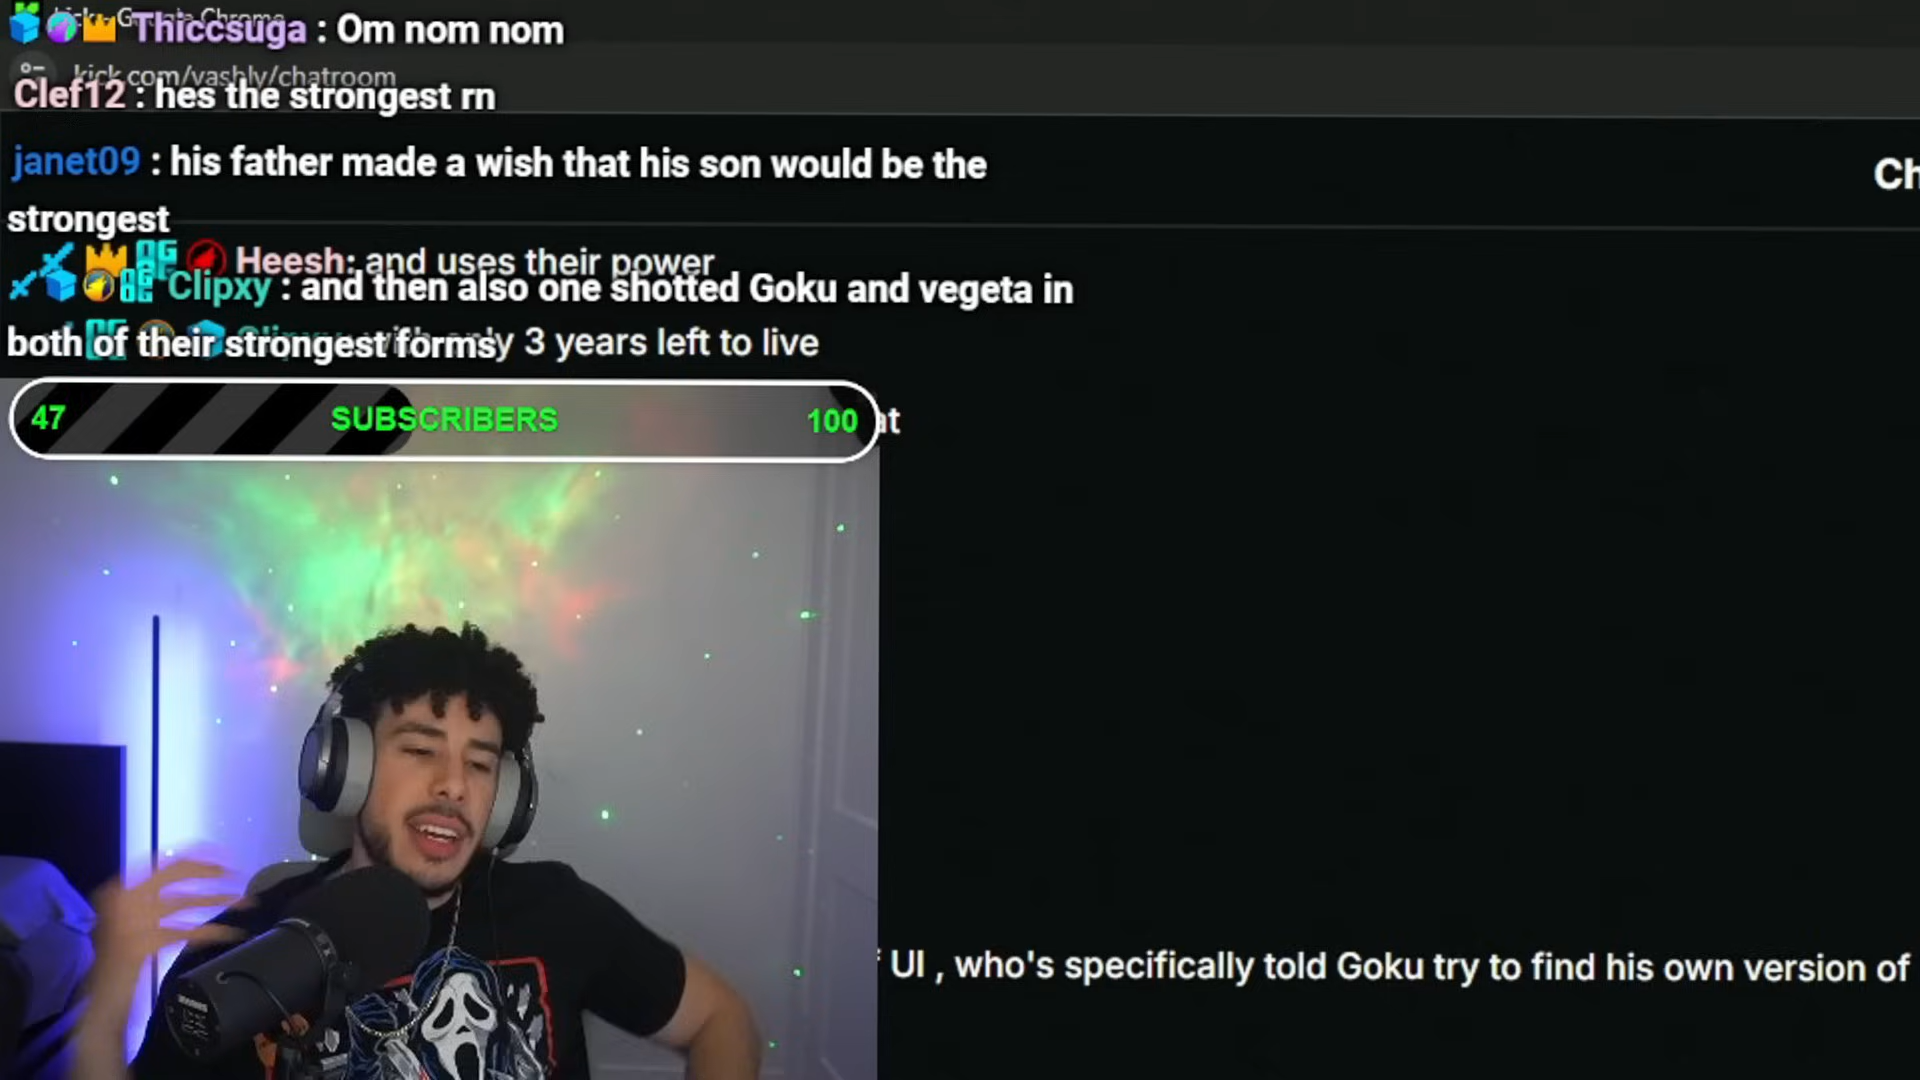 Thiccsuga : Om nom nom
kick.com/vashly/chatroom
Clef12 : hes the strongest rn
janet09 : his father made a wish that his son would be the
Ch
strongest
Heesh: and uses their power
Clipxy : and then also one shotted Goku and vegeta in
both of their strongest forms
only 3 years left to live
47 SUBSCRIBERS 100
at
UI , who's specifically told Goku try to find his own version of